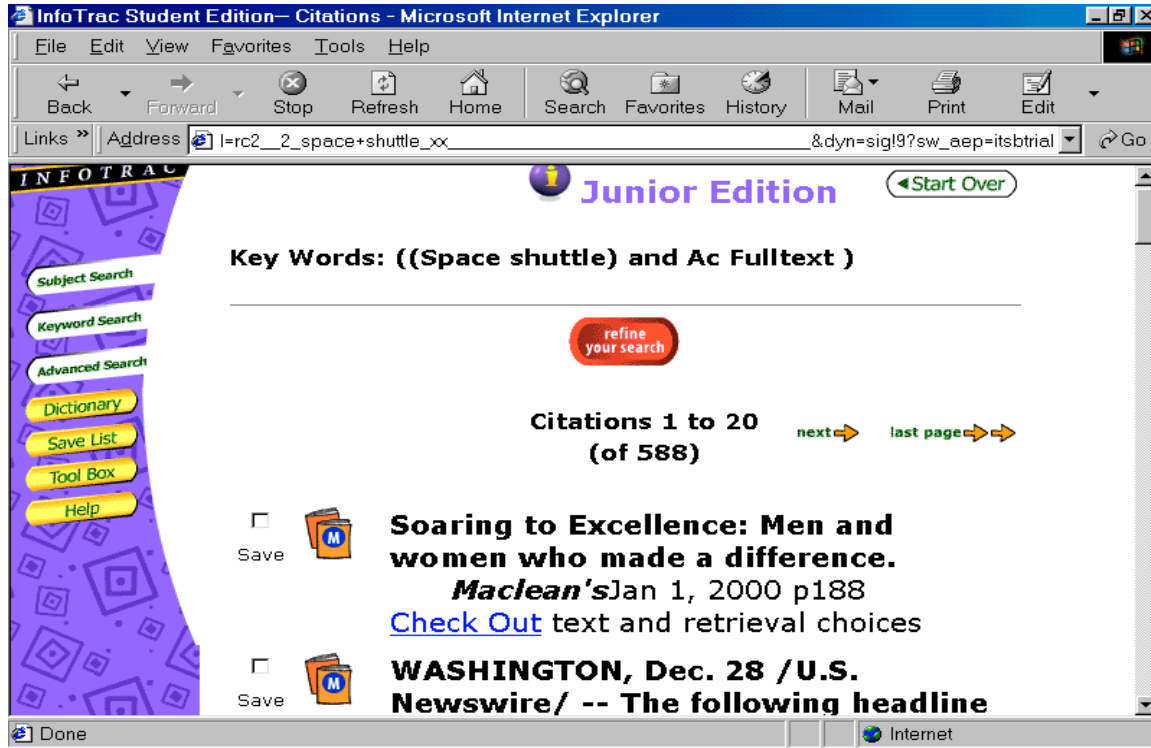 InfoTrac Student Edition— Citations - Microsoft Internet Explorer
File Edit View Favorites Tools Help
Back Forward Stop Refresh Home Search Favorites History Mail Print Edit
Links » Address l=rc2__2_space+shuttle_xx____________________________&dyn=sig!9?sw_aep=itsbtrial Go
INFOTRAC
Junior Edition
Start Over
Key Words: ((Space shuttle) and Ac Fulltext )
Subject Search
Keyword Search
Advanced Search
Dictionary
Save List
Tool Box
Help
refine
your search
Citations 1 to 20
(of 588)
next
last page
Save
M
Soaring to Excellence: Men and
women who made a difference.
Maclean'sJan 1, 2000 p188
Check Out text and retrieval choices
Save
M
WASHINGTON, Dec. 28 /U.S.
Newswire/ -- The following headline
Done
Internet